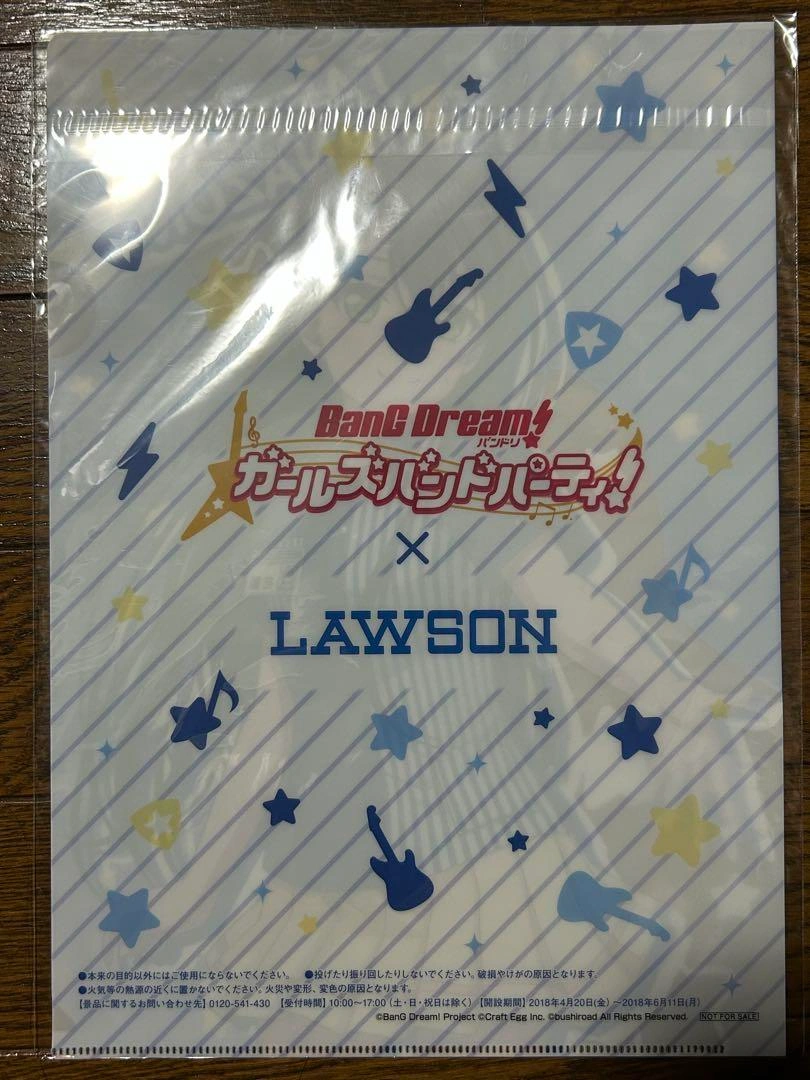 BanG Dream!
バンドリ
ガールズバンドパーティ!
×
LAWSON
●本来の目的以外にはご使用にならないでください。 ●投げたり振り回したりしないでください。破損やけがの原因となります。
●火気等の熱源の近くに置かないでください。火災や変形、変色の原因となります。
【景品に関するお問い合わせ先】0120-541-430 【受付時間】10:00~17:00(土・日・祝日は除く)【開設期間】2018年4月20日(金)~2018年6月11日(月)
©BanG Dream! Project ©Craft Egg Inc. ©bushiroad All Rights Reserved. NOT FOR SALE